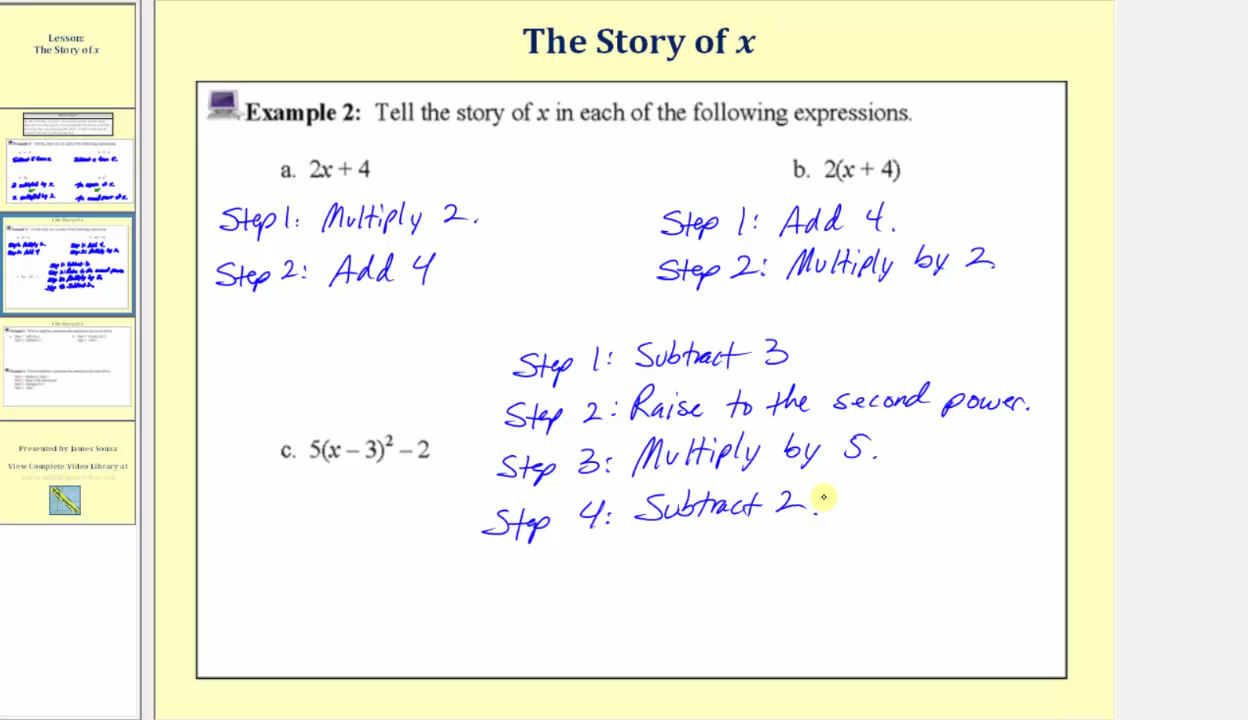 Lesson:
The Story of x
The Story of x
Example 2: Tell the story of x in each of the following expressions.
a. 2x + 4
b. 2(x + 4)
Step 1: Multiply 2.
Step 1: Add 4.
Step 2: Add 4
Step 2: Multiply by 2.
Step 1: Subtract 3
Step 2: Raise to the second power.
c. 5(x − 3)² − 2
Step 3: Multiply by 5.
Step 4: Subtract 2.
Presented by James Sousa
View Complete Video Library at